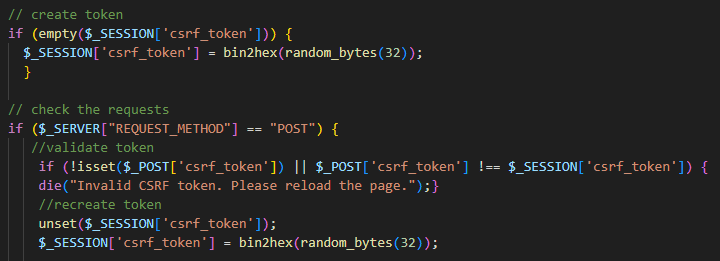 // create token
if (empty($_SESSION['csrf_token'])) {
$_SESSION['csrf_token'] = bin2hex(random_bytes(32));
}
// check the requests
if ($_SERVER["REQUEST_METHOD"] == "POST") {
//validate token
if (!isset($_POST['csrf_token']) || $_POST['csrf_token'] !== $_SESSION['csrf_token']) {
die("Invalid CSRF token. Please reload the page.");}
//recreate token
unset($_SESSION['csrf_token']);
$_SESSION['csrf_token'] = bin2hex(random_bytes(32));